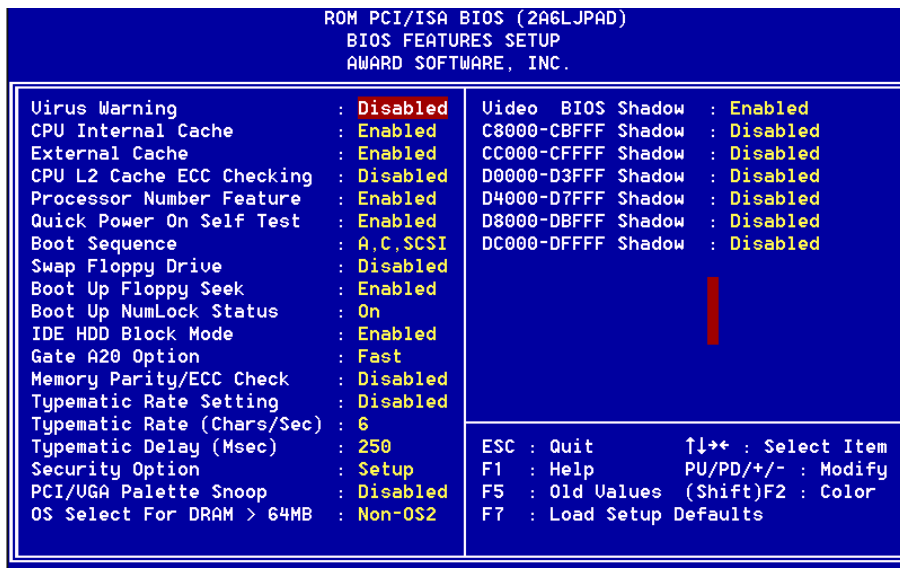 ROM PCI/ISA BIOS (2A6LJPAD)
BIOS FEATURES SETUP
AWARD SOFTWARE, INC.
Virus Warning : Disabled
CPU Internal Cache : Enabled
External Cache : Enabled
CPU L2 Cache ECC Checking : Disabled
Processor Number Feature : Enabled
Quick Power On Self Test : Enabled
Boot Sequence : A,C,SCSI
Swap Floppy Drive : Disabled
Boot Up Floppy Seek : Enabled
Boot Up NumLock Status : On
IDE HDD Block Mode : Enabled
Gate A20 Option : Fast
Memory Parity/ECC Check : Disabled
Typematic Rate Setting : Disabled
Typematic Rate (Chars/Sec) : 6
Typematic Delay (Msec) : 250
Security Option : Setup
PCI/VGA Palette Snoop : Disabled
OS Select For DRAM > 64MB : Non-OS2
Video BIOS Shadow : Enabled
C8000-CBFFF Shadow : Disabled
CC000-CFFFF Shadow : Disabled
D0000-D3FFF Shadow : Disabled
D4000-D7FFF Shadow : Disabled
D8000-DBFFF Shadow : Disabled
DC000-DFFFF Shadow : Disabled
ESC : Quit ↑↓→← : Select Item
F1 : Help PU/PD/+/- : Modify
F5 : Old Values (Shift)F2 : Color
F7 : Load Setup Defaults